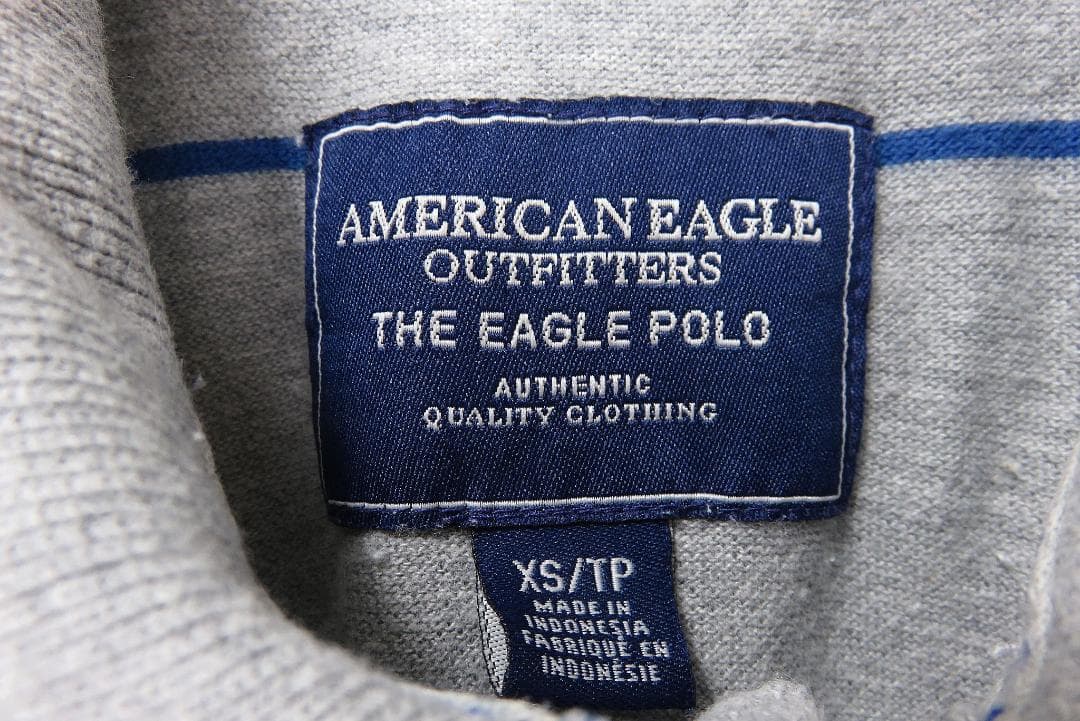 AMERICAN EAGLE
OUTFITTERS
THE EAGLE POLO
AUTHENTIC
QUALITY CLOTHING
XS/TP
MADE IN
INDONESIA
FABRIQUE EN
INDONÉSIE